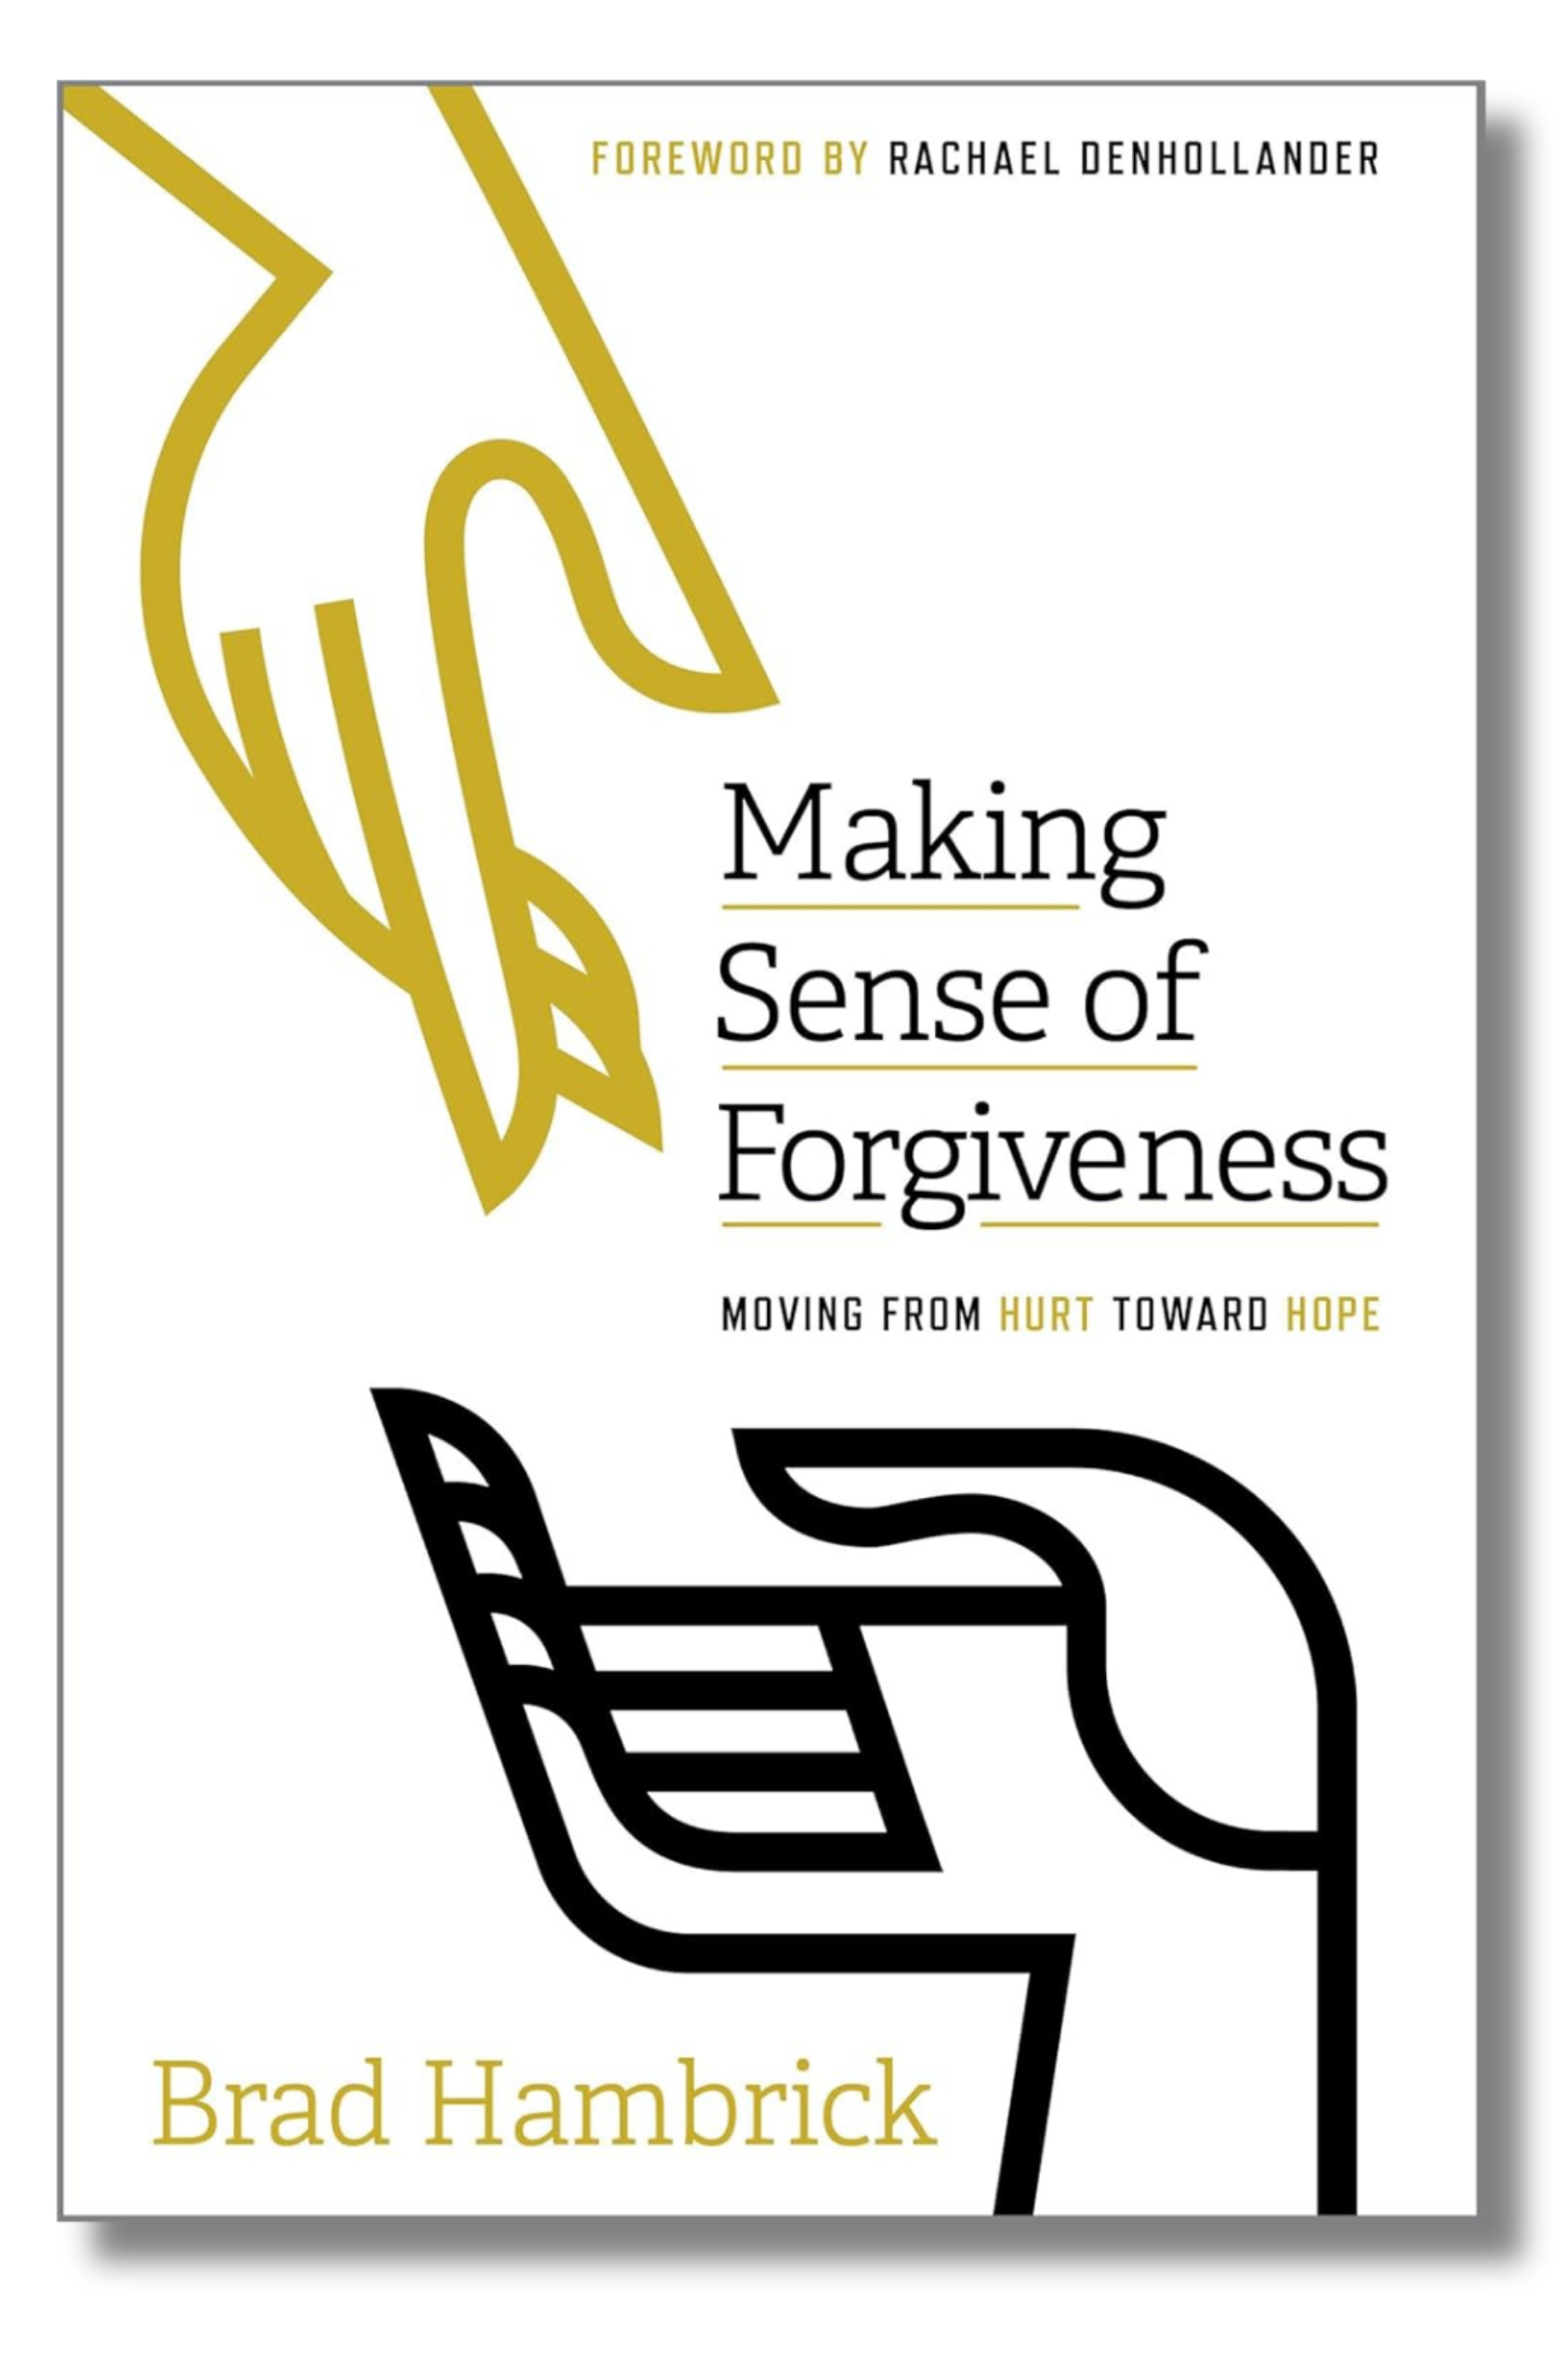 FOREWORD BY RACHAEL DENHOLLANDER
Making
Sense of
Forgiveness
MOVING FROM HURT TOWARD HOPE
Brad Hambrick